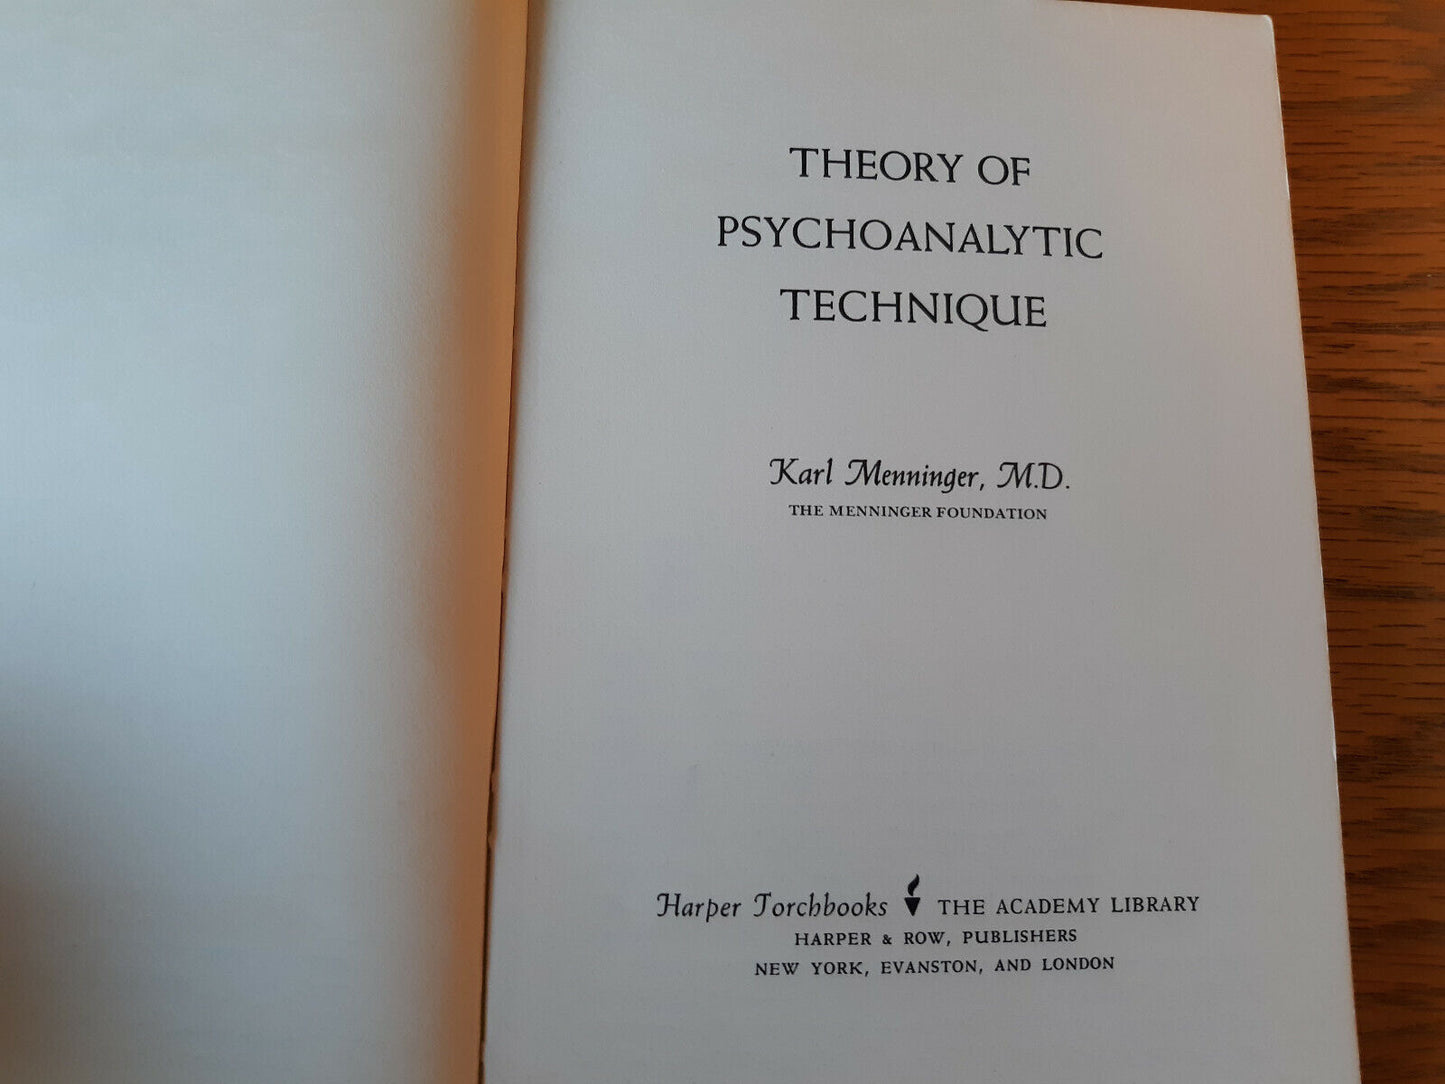 THEORY OF
PSYCHOANALYTIC
TECHNIQUE
Karl Menninger, M.D.
THE MENNINGER FOUNDATION
Harper Torchbooks THE ACADEMY LIBRARY
HARPER & ROW, PUBLISHERS
NEW YORK, EVANSTON, AND LONDON